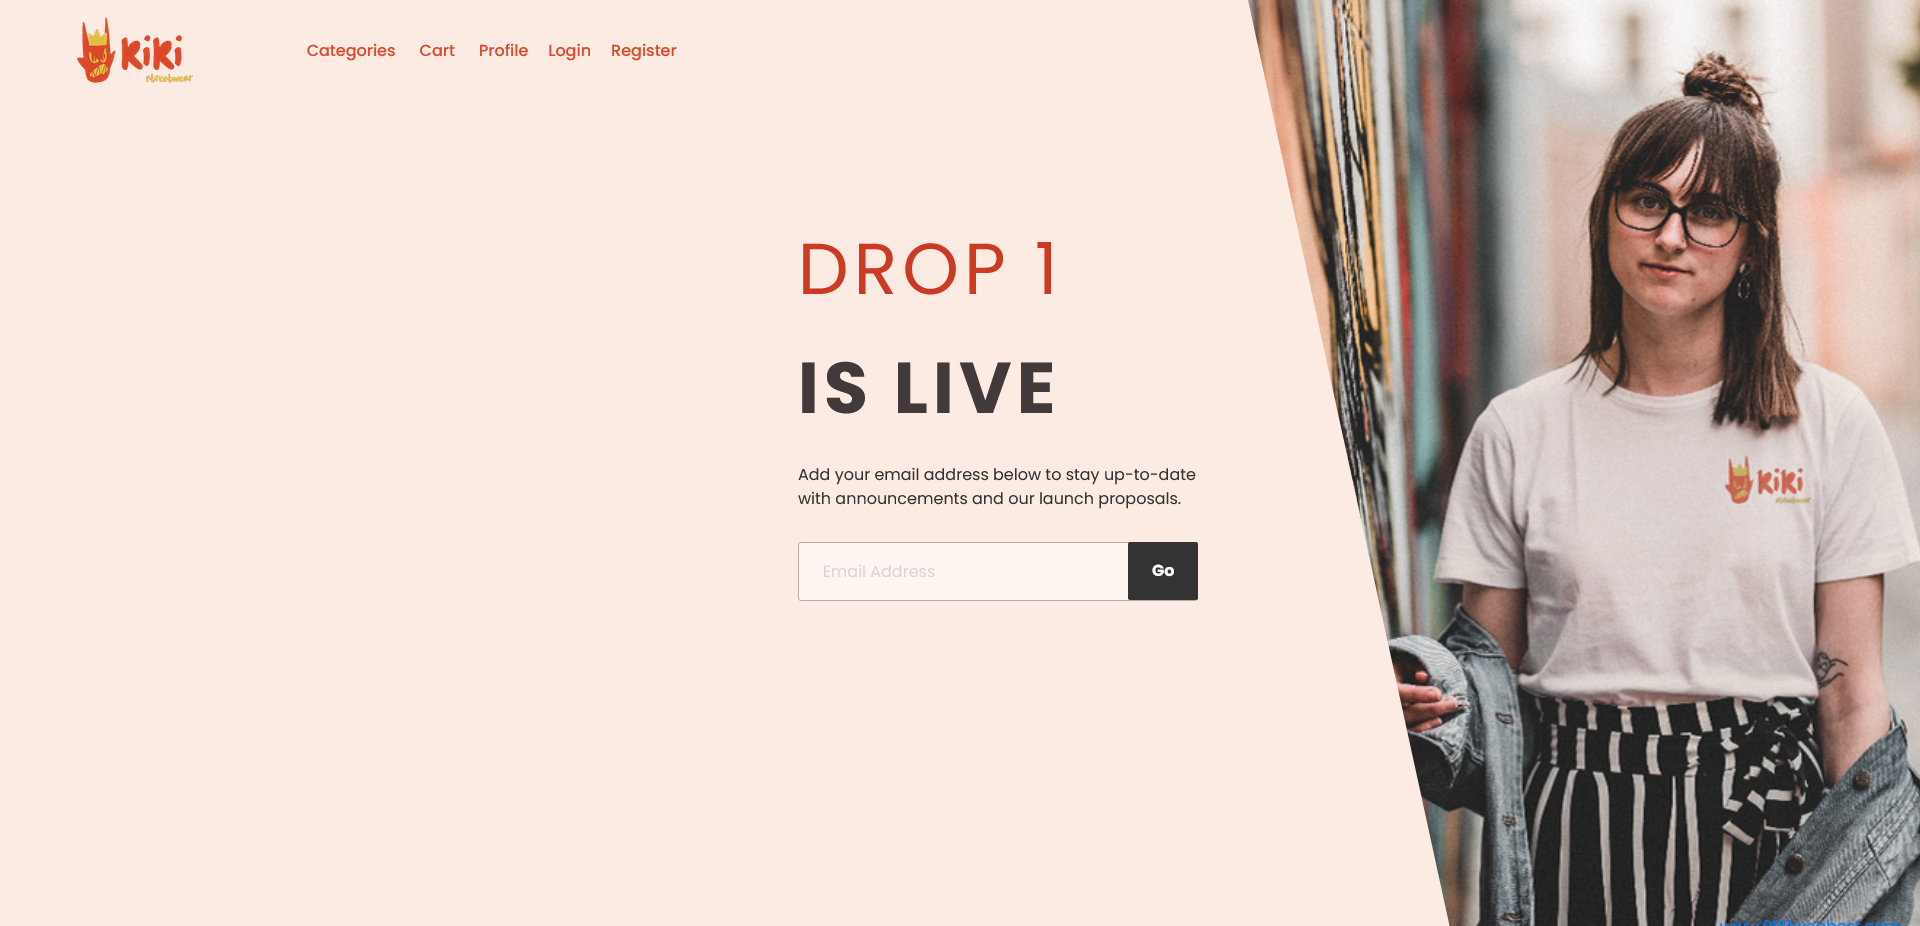 KiKi
streetwear
Categories Cart Profile Login Register
DROP 1
IS LIVE
Add your email address below to stay up-to-date
with announcements and our launch proposals.
Email Address
Go
KiKi
streetwear